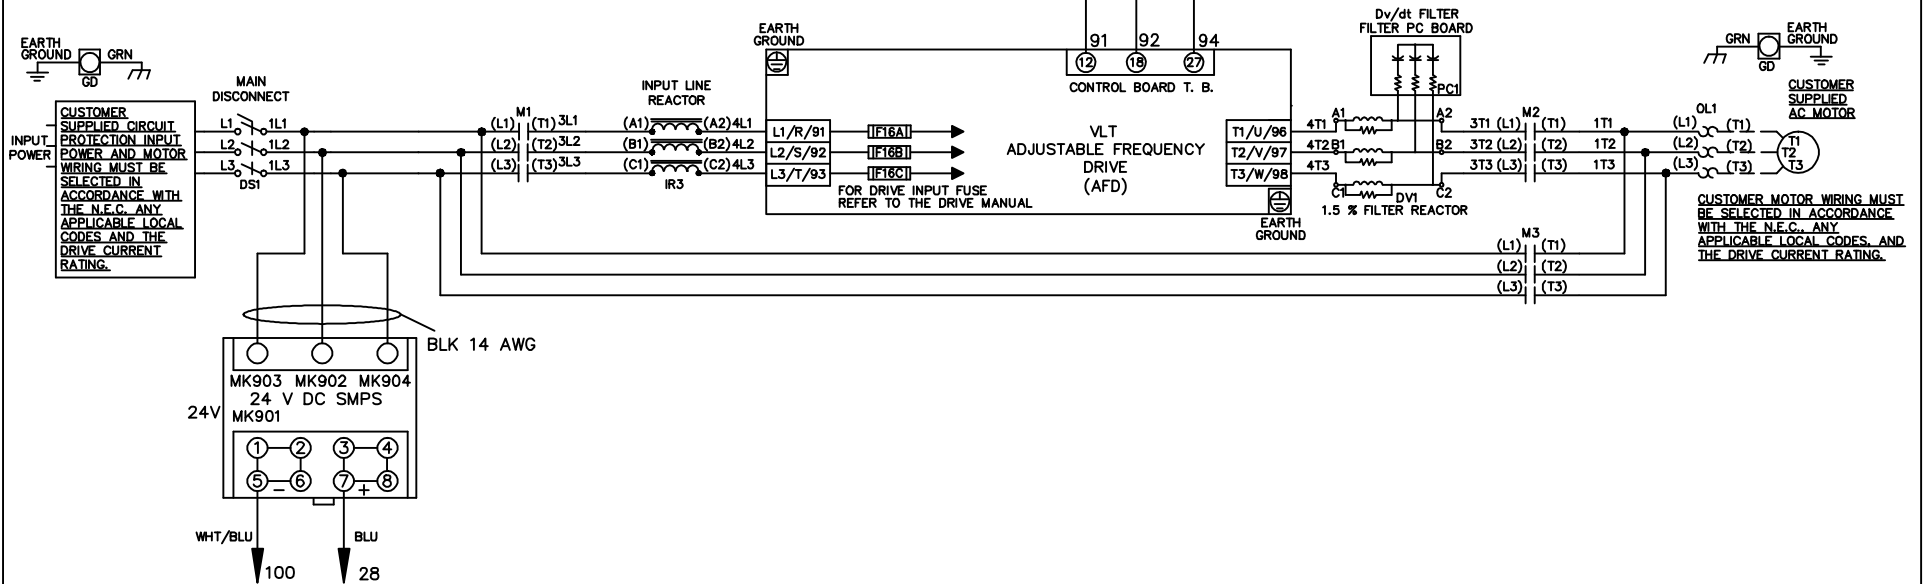 EARTH
GROUND
GRN
GD
CUSTOMER
SUPPLIED CIRCUIT
PROTECTION INPUT
POWER AND MOTOR
WIRING MUST BE
SELECTED IN
ACCORDANCE WITH
THE N.E.C. ANY
APPLICABLE LOCAL
CODES AND THE
DRIVE CURRENT
RATING.
INPUT
POWER
MAIN
DISCONNECT
L1 1L1
L2 1L2
L3 1L3
DS1
M1
(L1) (T1) 3L1
(L2) (T2) 3L2
(L3) (T3) 3L3
INPUT LINE
REACTOR
(A1) (A2) 4L1
(B1) (B2) 4L2
(C1) (C2) 4L3
IR3
EARTH
GROUND
L1/R/91
L2/S/92
L3/T/93
F16A
F16B
F16C
FOR DRIVE INPUT FUSE
REFER TO THE DRIVE MANUAL
91 92 94
12 18 27
CONTROL BOARD T. B.
VLT
ADJUSTABLE FREQUENCY
DRIVE
(AFD)
T1/U/96
T2/V/97
T3/W/98
EARTH
GROUND
Dv/dt FILTER
FILTER PC BOARD
PC1
4T1 A1 A2
4T2 B1 B2
4T3 C1 C2
DV1
1.5 % FILTER REACTOR
M2
3T1 (L1) (T1) 1T1
3T2 (L2) (T2) 1T2
3T3 (L3) (T3) 1T3
M3
(L1) (T1)
(L2) (T2)
(L3) (T3)
OL1
(L1) (T1)
(L2) (T2)
(L3) (T3)
T1
T2
T3
GRN
GD
EARTH
GROUND
CUSTOMER
SUPPLIED
AC MOTOR
CUSTOMER MOTOR WIRING MUST
BE SELECTED IN ACCORDANCE
WITH THE N.E.C., ANY
APPLICABLE LOCAL CODES, AND
THE DRIVE CURRENT RATING.
BLK 14 AWG
MK903 MK902 MK904
24 V DC SMPS
24V MK901
1 2 3 4
5 6 7 8
- +
WHT/BLU BLU
100 28